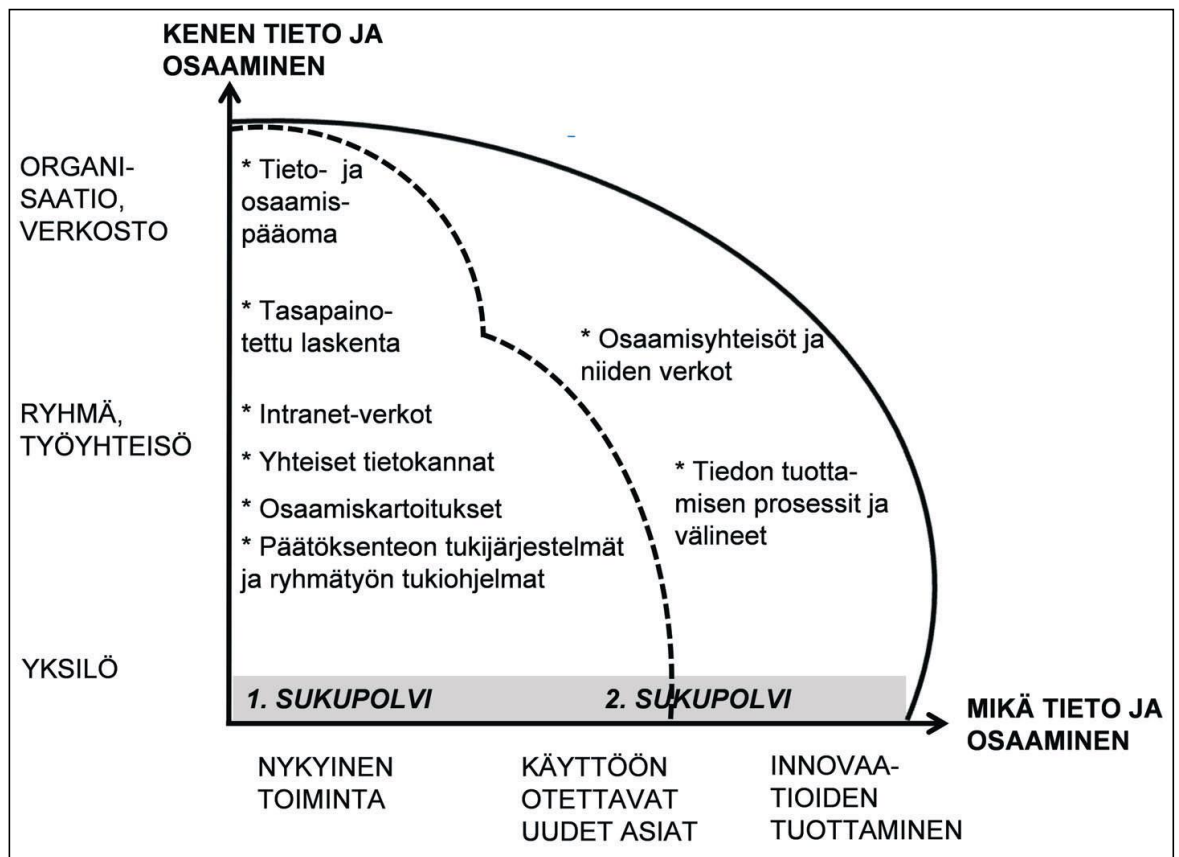 KENEN TIETO JA
OSAAMINEN
ORGANI-
SAATIO,
VERKOSTO
* Tieto- ja
osaamis-
pääoma
* Tasapaino-
tettu laskenta
* Osaamisyhteisöt ja
niiden verkot
RYHMÄ,
TYÖYHTEISÖ
* Intranet-verkot
* Yhteiset tietokannat
* Osaamiskartoitukset
* Päätöksenteon tukijärjestelmät
ja ryhmätyön tukiohjelmat
* Tiedon tuotta-
misen prosessit ja
välineet
YKSILÖ
1. SUKUPOLVI
2. SUKUPOLVI
MIKÄ TIETO JA
OSAAMINEN
NYKYINEN
TOIMINTA
KÄYTTÖÖN
OTETTAVAT
UUDET ASIAT
INNOVAA-
TIOIDEN
TUOTTAMINEN